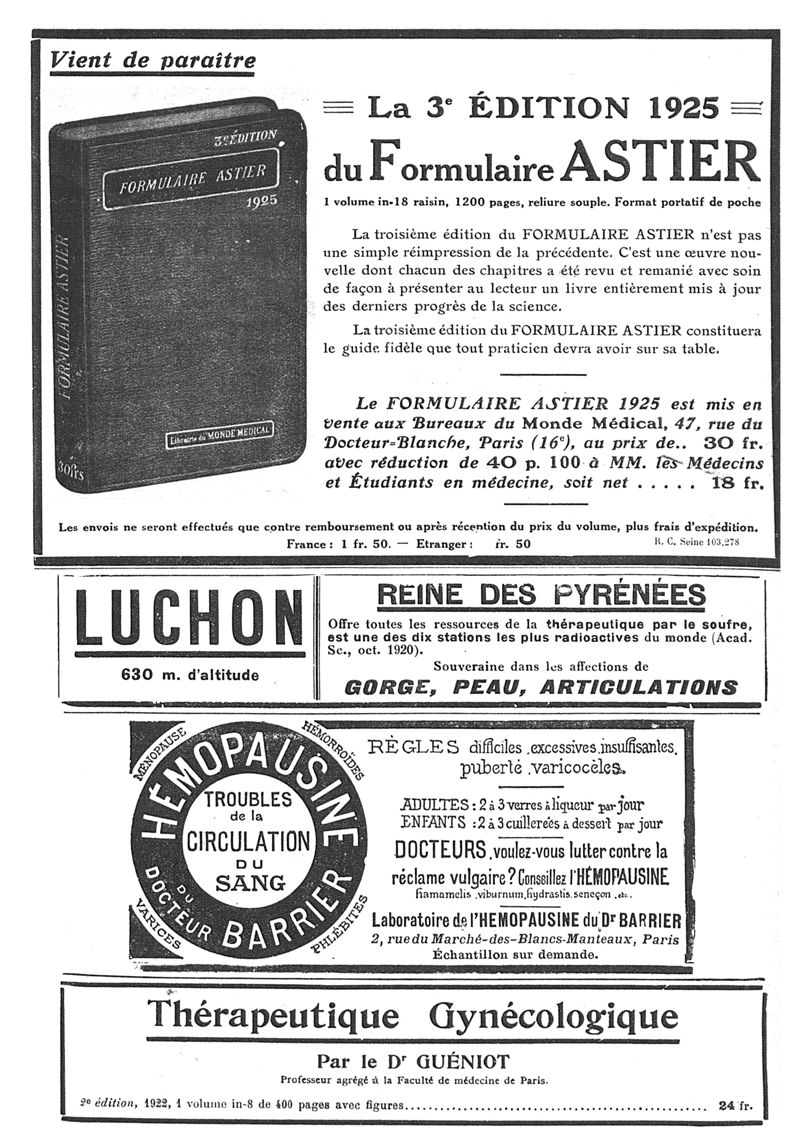 Vient de paraître
3e ÉDITION
FORMULAIRE ASTIER
1925
FORMULAIRE ASTIER
Librairie du MONDE MEDICAL
30frs
La 3e ÉDITION 1925
du Formulaire ASTIER
1 volume in-18 raisin, 1200 pages, reliure souple. Format portatif de poche
La troisième édition du FORMULAIRE ASTIER n'est pas
une simple réimpression de la précédente. C'est une œuvre nou-
velle dont chacun des chapitres a été revu et remanié avec soin
de façon à présenter au lecteur un livre entièrement mis à jour
des derniers progrès de la science.
La troisième édition du FORMULAIRE ASTIER constituera
le guide fidèle que tout praticien devra avoir sur sa table.
Le FORMULAIRE ASTIER 1925 est mis en
vente aux Bureaux du Monde Médical, 47, rue du
Docteur-Blanche, Paris (16e), au prix de.. 30 fr.
avec réduction de 40 p. 100 à MM. les Médecins
et Étudiants en médecine, soit net . . . . . 18 fr.
Les envois ne seront effectués que contre remboursement ou après réception du prix du volume, plus frais d'expédition.
France : 1 fr. 50. — Etranger : fr. 50
R. C. Seine 103.278
LUCHON
630 m. d'altitude
REINE DES PYRÉNÉES
Offre toutes les ressources de la thérapeutique par le soufre,
est une des dix stations les plus radioactives du monde (Acad.
Sc., oct. 1920).
Souveraine dans les affections de
GORGE, PEAU, ARTICULATIONS
MÉNOPAUSE
HÉMORROÏDES
HÉMOPAUSINE
DU DOCTEUR BARRIER
TROUBLES
de la
CIRCULATION
DU
SANG
VARICES
PHLÉBITES
RÈGLES difficiles, excessives, insuffisantes,
puberté, varicocèles.
ADULTES : 2 à 3 verres à liqueur par jour
ENFANTS : 2 à 3 cuillerées à dessert par jour
DOCTEURS, voulez-vous lutter contre la
réclame vulgaire ? Conseillez l'HÉMOPAUSINE
hamamelis, viburnum, hydrastis, seneçon, etc.
Laboratoire de l'HEMOPAUSINE du Dr BARRIER
2, rue du Marché-des-Blancs-Manteaux, Paris
Échantillon sur demande.
Thérapeutique Gynécologique
Par le Dr GUÉNIOT
Professeur agrégé à la Faculté de médecine de Paris.
2e édition, 1922, 1 volume in-8 de 400 pages avec figures........ 24 fr.